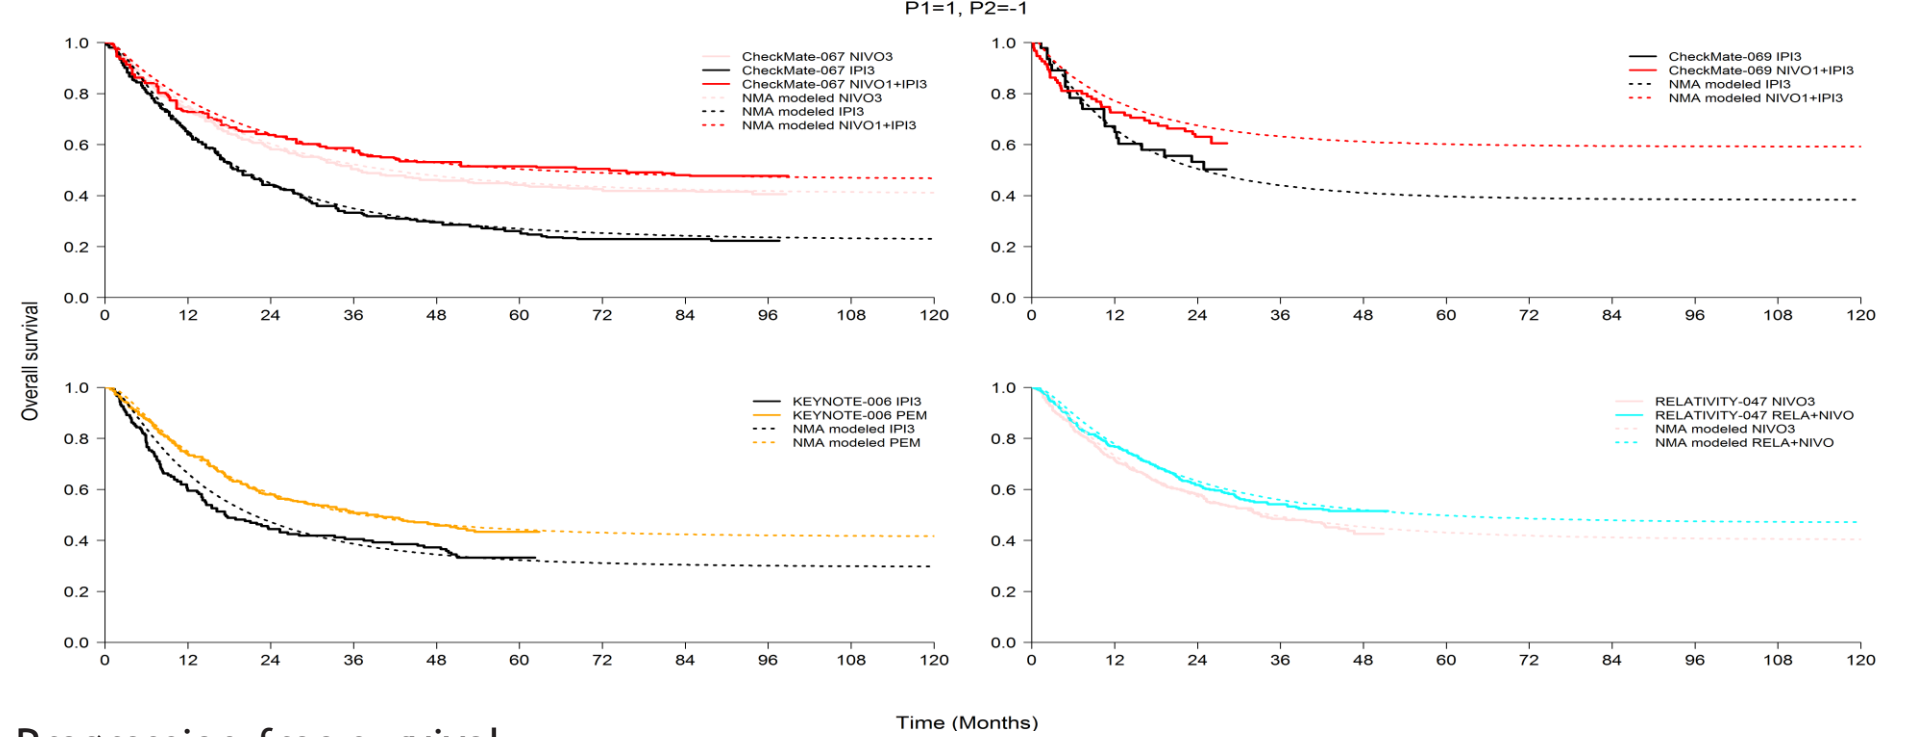 P1=1, P2=-1
1.0
0.8
0.6
0.4
0.2
0.0
0 12 24 36 48 60 72 84 96 108 120
CheckMate-067 NIVO3
CheckMate-067 IPI3
CheckMate-067 NIVO1+IPI3
NMA modeled NIVO3
NMA modeled IPI3
NMA modeled NIVO1+IPI3
1.0
0.8
0.6
0.4
0.2
0.0
0 12 24 36 48 60 72 84 96 108 120
CheckMate-069 IPI3
CheckMate-069 NIVO1+IPI3
NMA modeled IPI3
NMA modeled NIVO1+IPI3
Overall survival
1.0
0.8
0.6
0.4
0.2
0.0
0 12 24 36 48 60 72 84 96 108 120
KEYNOTE-006 IPI3
KEYNOTE-006 PEM
NMA modeled IPI3
NMA modeled PEM
1.0
0.8
0.6
0.4
0.2
0.0
0 12 24 36 48 60 72 84 96 108 120
RELATIVITY-047 NIVO3
RELATIVITY-047 RELA+NIVO
NMA modeled NIVO3
NMA modeled RELA+NIVO
Time (Months)